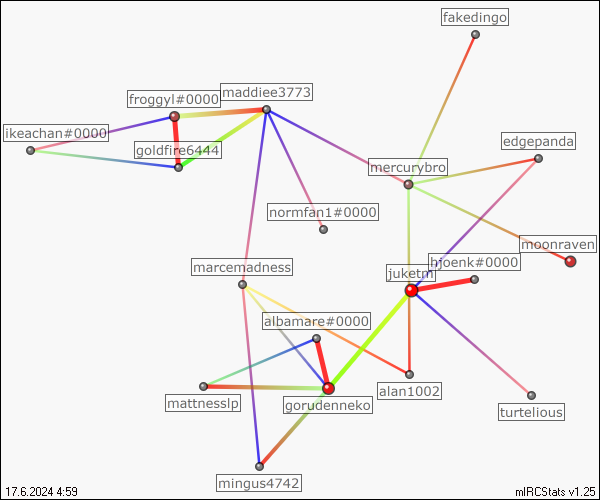 fakedingo
froggyl#0000
maddiee3773
ikeachan#0000
goldfire6444
edgepanda
mercurybro
normfan1#0000
moonraven
marcemadness
juketm
hjoenk#0000
albamare#0000
mattnesslp
gorudenneko
alan1002
turtelious
mingus4742
17.6.2024 4:59
mIRCStats v1.25